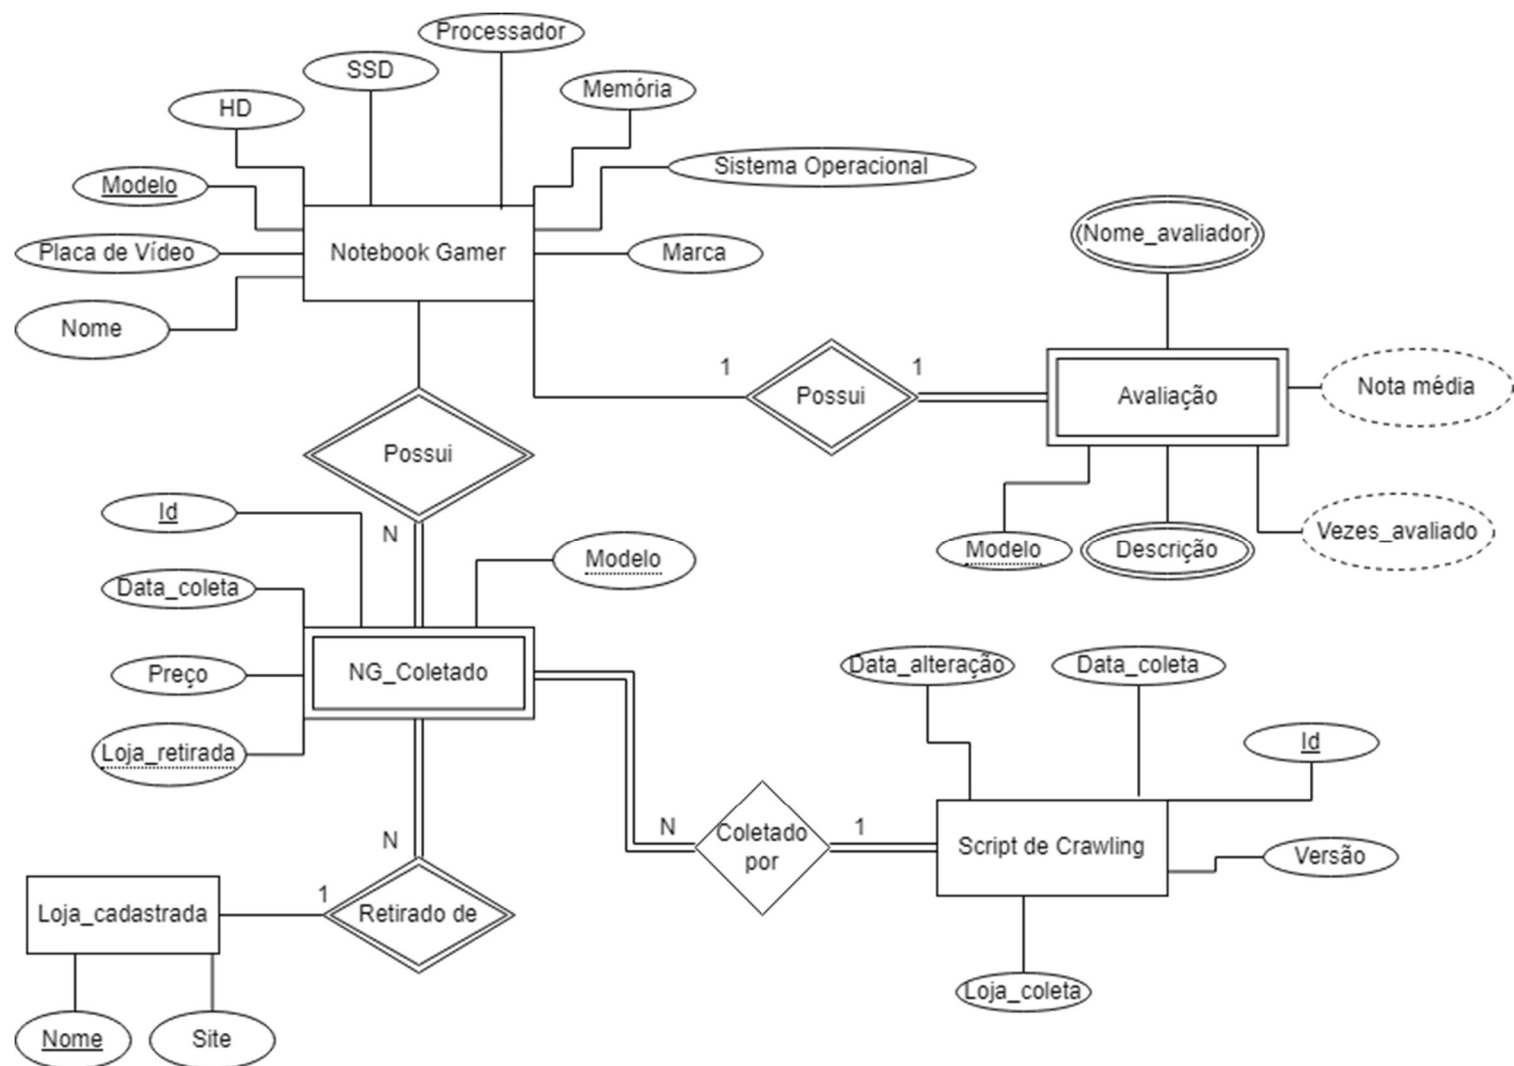 Processador
SSD
Memória
HD
Sistema Operacional
Modelo
Placa de Vídeo
Notebook Gamer
Marca
Nome
Nome_avaliador
1
1
Possui
Avaliação
Nota média
Possui
Id
N
Modelo
Vezes_avaliado
Modelo
Descrição
Data_coleta
Preço
NG_Coletado
Loja_retirada
Data_alteração
Data_coleta
Id
N
N
Coletado
por
1
Script de Crawling
Versão
Loja_cadastrada
1
Retirado de
Loja_coleta
Nome
Site